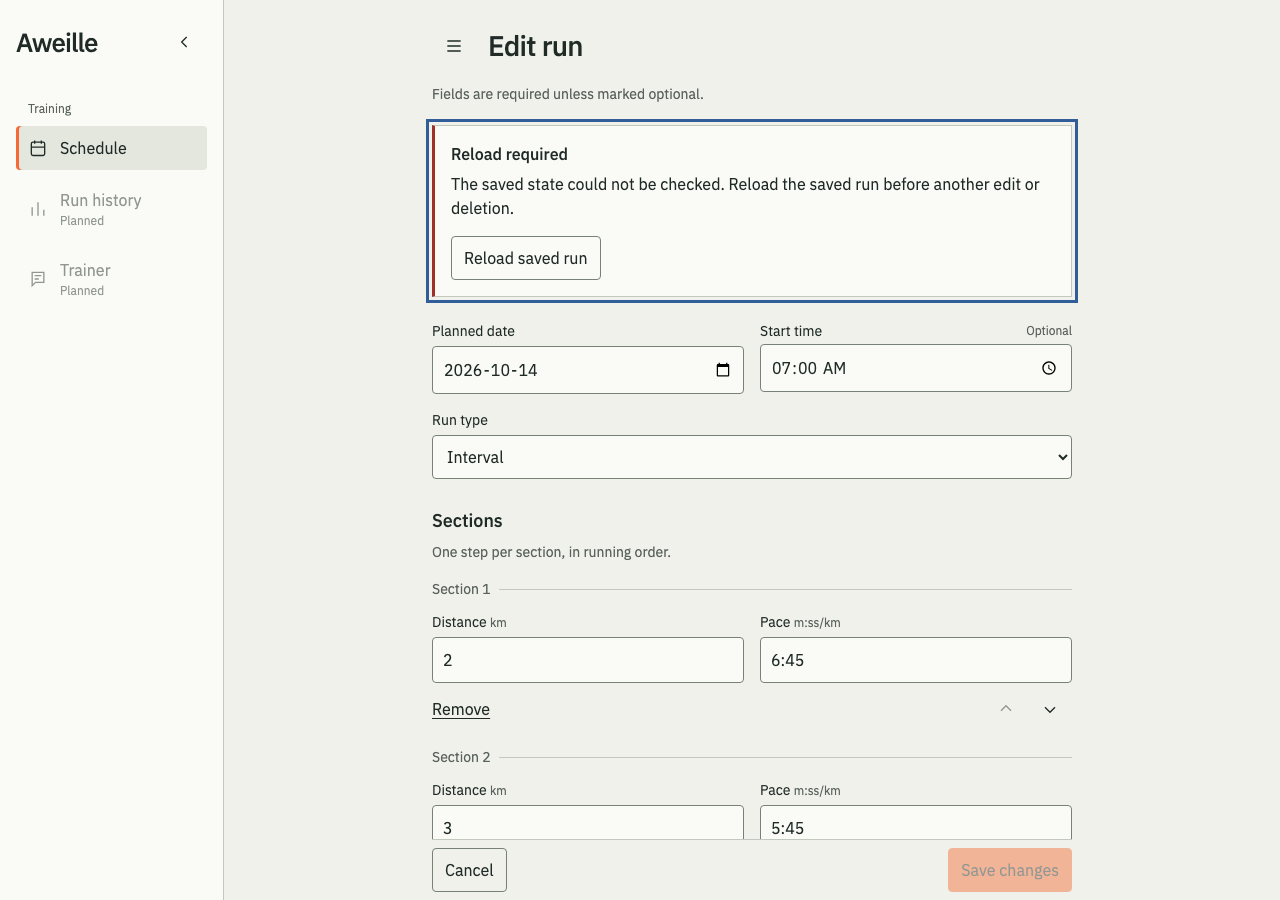 Aweille
Training
Schedule
Run history
Planned
Trainer
Planned
Edit run
Fields are required unless marked optional.
Reload required
The saved state could not be checked. Reload the saved run before another edit or
deletion.
Reload saved run
Planned date
Start time Optional
2026-10-14
07:00 AM
Run type
Interval
Sections
One step per section, in running order.
Section 1
Distance km
Pace m:ss/km
2
6:45
Remove
Section 2
Distance km
Pace m:ss/km
3
5:45
Cancel
Save changes